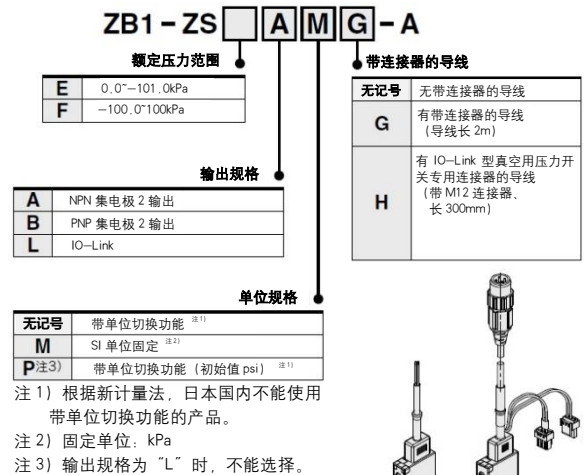 ZB1-ZS□AMG-A
额定压力范围
E 0.0~-101.0kPa
F -100.0~100kPa
输出规格
A NPN 集电极 2 输出
B PNP 集电极 2 输出
L IO-Link
单位规格
无记号 带单位切换功能 注1)
M SI 单位固定 注2)
P注3) 带单位切换功能（初始值 psi） 注1)
注 1）根据新计量法，日本国内不能使用
带单位切换功能的产品。
注 2）固定单位：kPa
注 3）输出规格为 "L" 时，不能选择。
带连接器的导线
无记号 无带连接器的导线
G 有带连接器的导线
（导线长 2m）
H 有 IO-Link 型真空用压力开
关专用连接器的导线
（带 M12 连接器、
长 300mm）